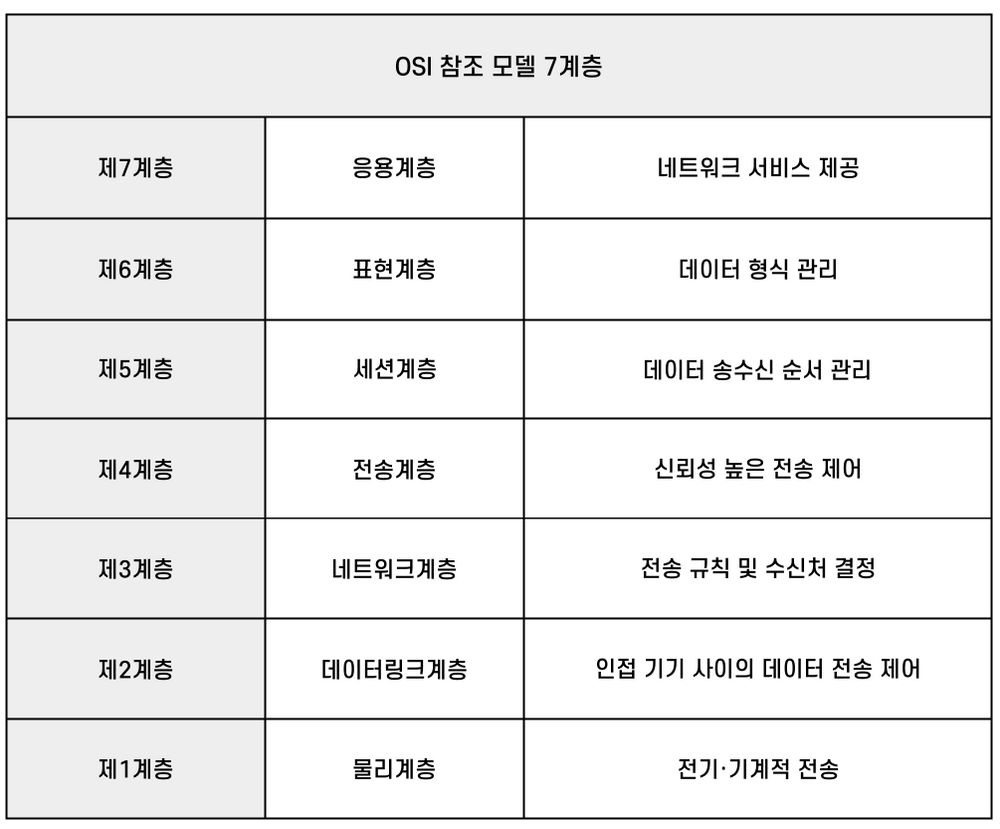 OSI 참조 모델 7계층
제7계층 응용계층 네트워크 서비스 제공
제6계층 표현계층 데이터 형식 관리
제5계층 세션계층 데이터 송수신 순서 관리
제4계층 전송계층 신뢰성 높은 전송 제어
제3계층 네트워크계층 전송 규칙 및 수신처 결정
제2계층 데이터링크계층 인접 기기 사이의 데이터 전송 제어
제1계층 물리계층 전기·기계적 전송